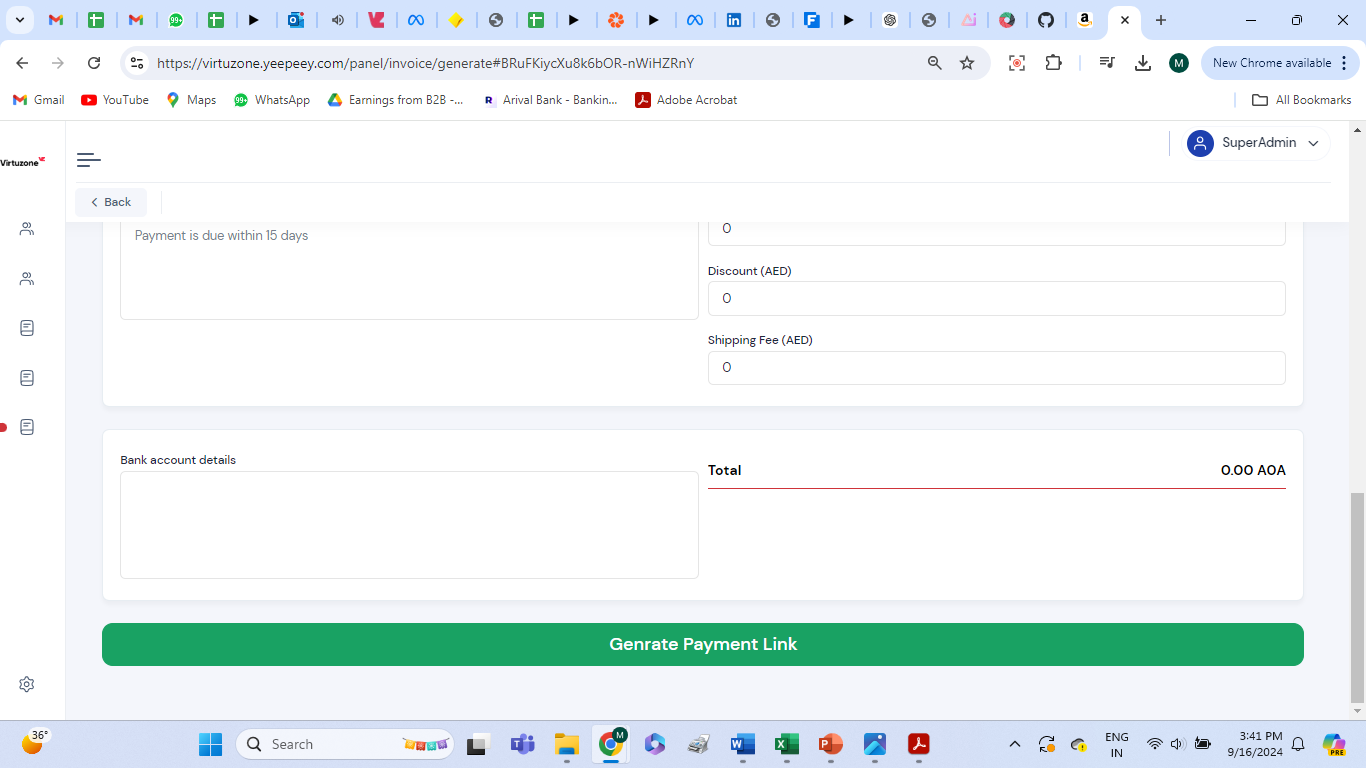 https://virtuzone.yeepeey.com/panel/invoice/generate#BRuFKiycXu8k6bOR-nWiHZRnY
M
New Chrome available
Gmail
YouTube
Maps
99+
WhatsApp
Earnings from B2B -...
R
Arival Bank - Bankin...
Adobe Acrobat
All Bookmarks
Virtuzone
SuperAdmin
Back
Payment is due within 15 days
0
Discount (AED)
0
Shipping Fee (AED)
0
Bank account details
Total
0.00 AOA
Genrate Payment Link
36°
Search
M
ENG
IN
3:41 PM
9/16/2024
PRE